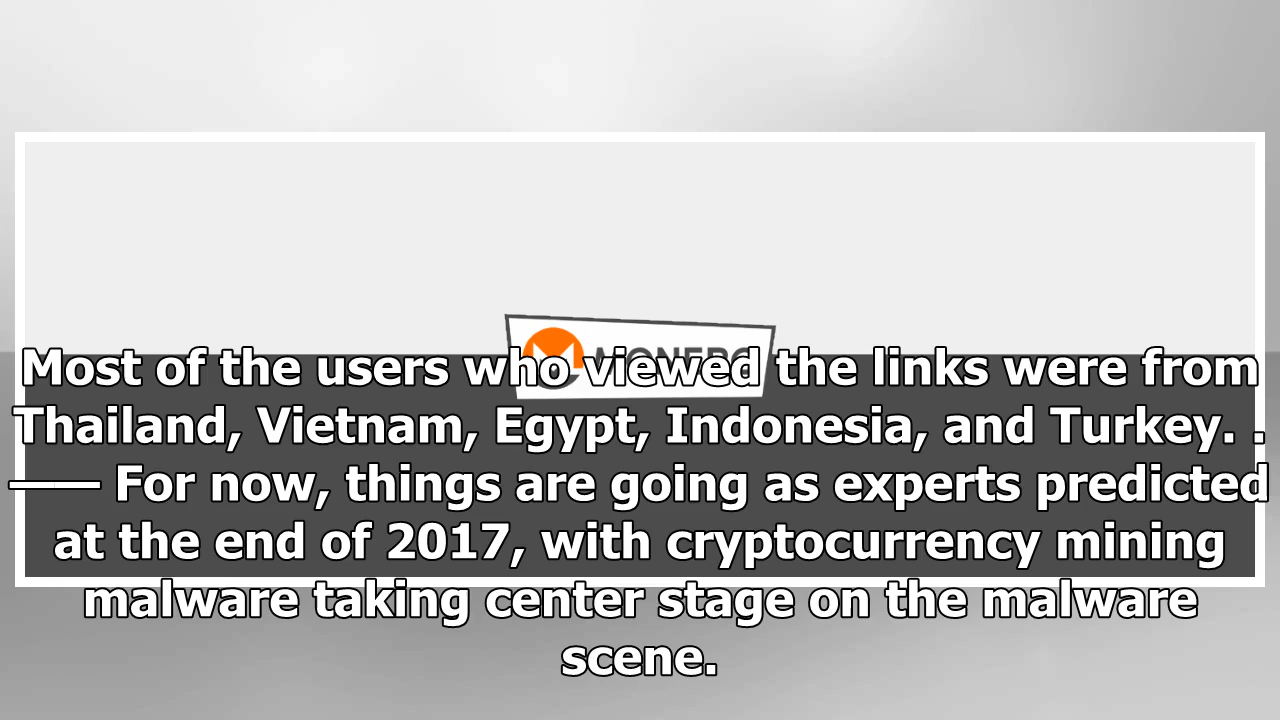 MONERO
Most of the users who viewed the links were from
Thailand, Vietnam, Egypt, Indonesia, and Turkey. .
—— For now, things are going as experts predicted
at the end of 2017, with cryptocurrency mining
malware taking center stage on the malware
scene.